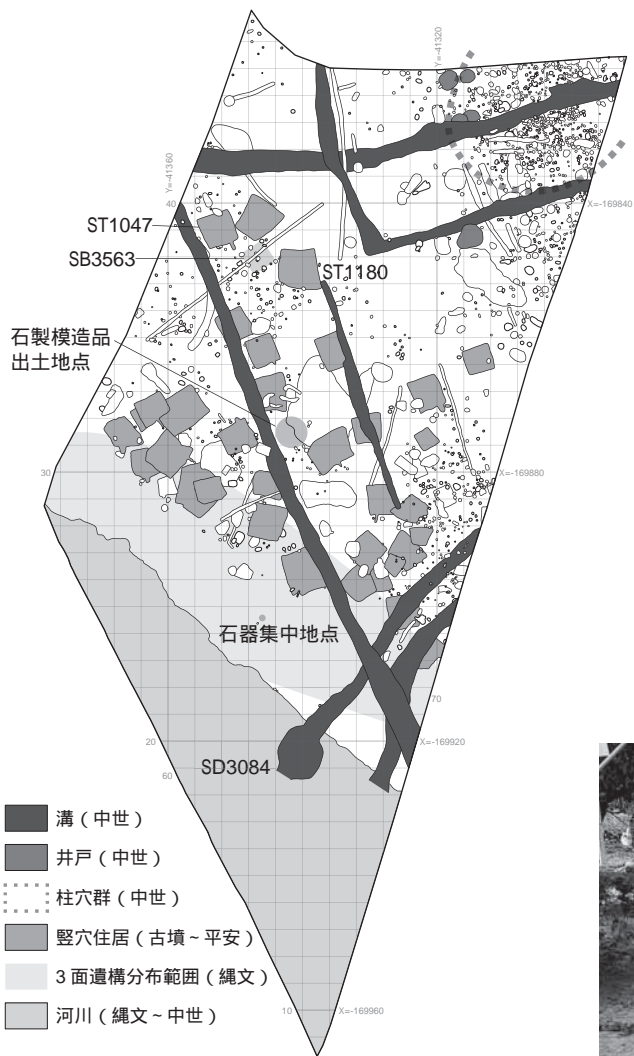 Y=-41320
Y=-41360
40
X=-169840
ST1047
SB3563
ST1180
石製模造品
出土地点
30
X=-169880
石器集中地点
70
X=-169920
20
60
SD3084
溝（中世）
井戸（中世）
柱穴群（中世）
竪穴住居（古墳~平安）
3面遺構分布範囲（縄文）
河川（縄文~中世）
10
X=-169960